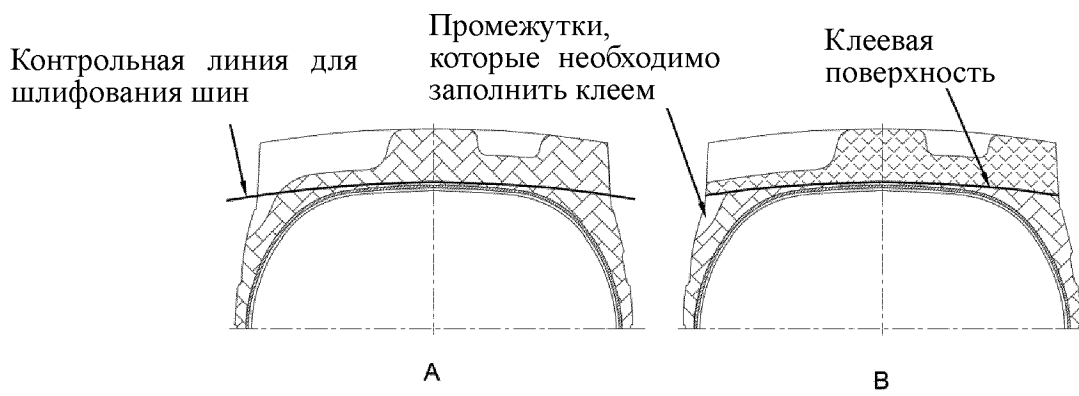 Контрольная линия для
шлифования шин
Промежутки,
которые необходимо
заполнить клеем
Клеевая
поверхность
A
B